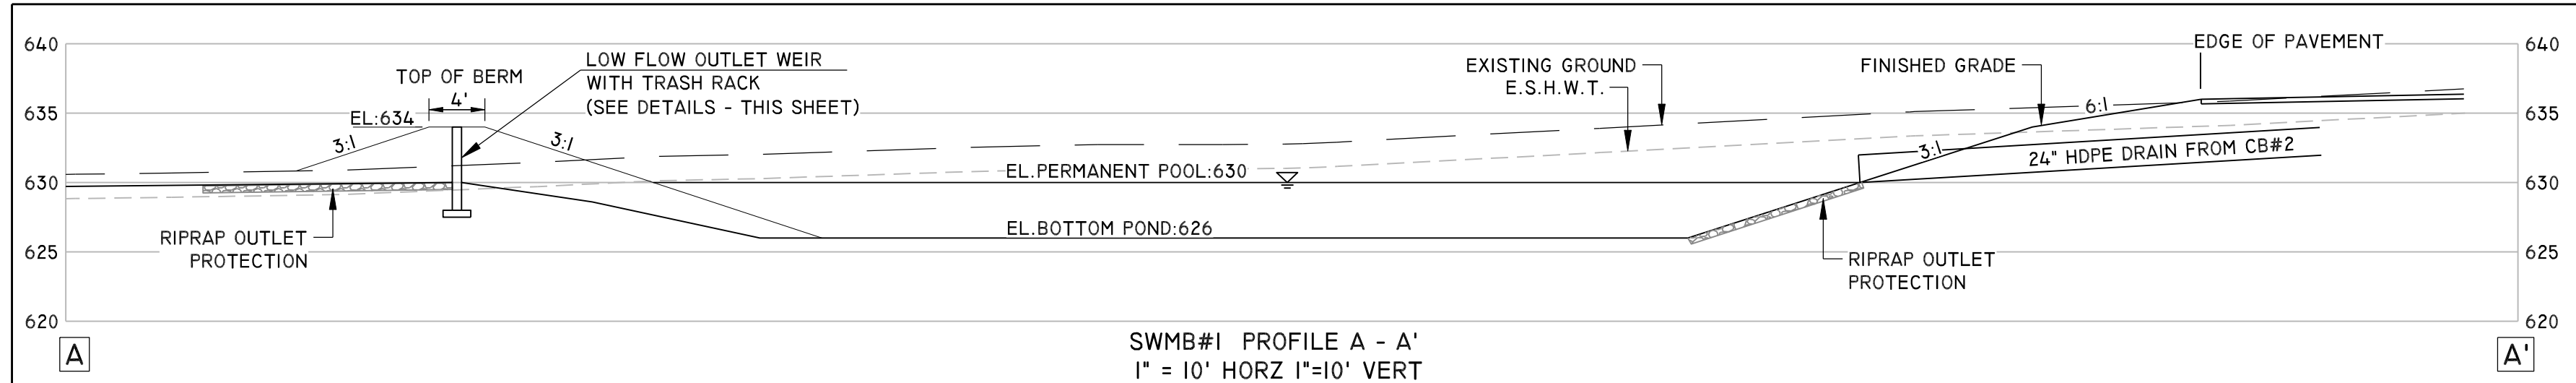 640
635
630
625
620
TOP OF BERM
4'
EL:634
3:1
3:1
LOW FLOW OUTLET WEIR
WITH TRASH RACK
(SEE DETAILS - THIS SHEET)
RIPRAP OUTLET
PROTECTION
EL.PERMANENT POOL:630
EL.BOTTOM POND:626
EXISTING GROUND
E.S.H.W.T.
FINISHED GRADE
EDGE OF PAVEMENT
6:1
3:1
24" HDPE DRAIN FROM CB#2
RIPRAP OUTLET
PROTECTION
640
635
630
625
620
A
A'
SWMB#1 PROFILE A - A'
1" = 10' HORZ 1"=10' VERT